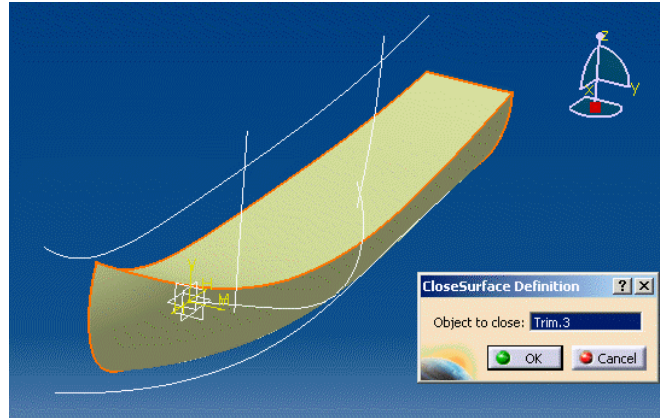 z
x
y
CloseSurface Definition ? X
Object to close: Trim.3
OK Cancel